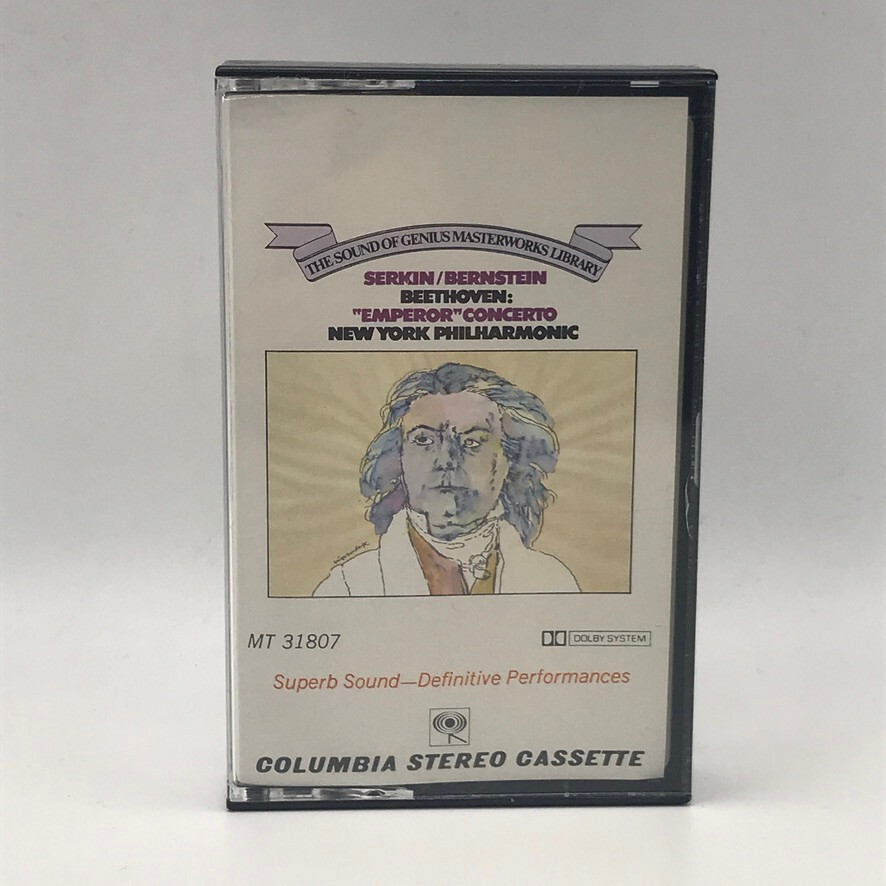 THE SOUND OF GENIUS MASTERWORKS LIBRARY
SERKIN/BERNSTEIN
BEETHOVEN:
"EMPEROR" CONCERTO
NEW YORK PHILHARMONIC
MT 31807
DOLBY SYSTEM
Superb Sound—Definitive Performances
COLUMBIA STEREO CASSETTE